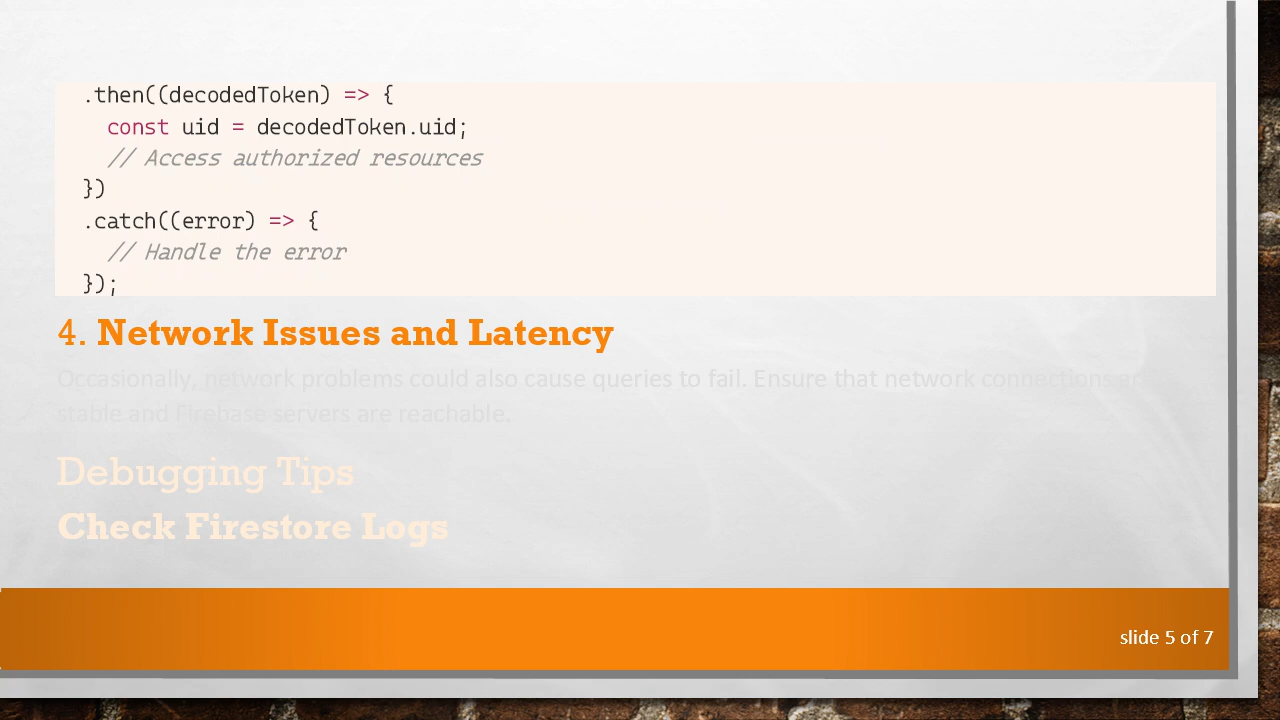 .then((decodedToken) => {
const uid = decodedToken.uid;
// Access authorized resources
})
.catch((error) => {
// Handle the error
});
4. Network Issues and Latency
Occasionally, network problems could also cause queries to fail. Ensure that network connections are
stable and Firebase servers are reachable.
Debugging Tips
Check Firestore Logs
slide 5 of 7